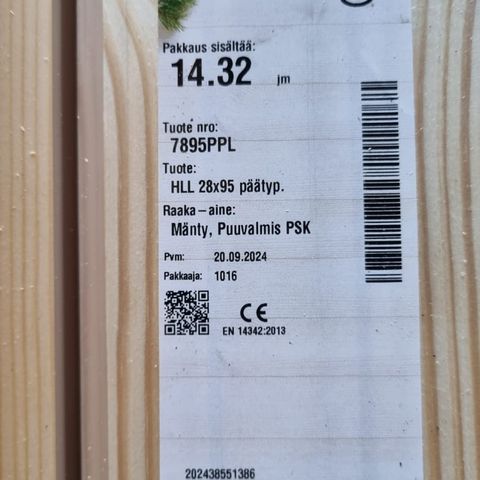 Pakkaus sisältää:
14.32 jm
Tuote nro:
7895PPL
Tuote:
HLL 28x95 päätyp.
Raaka-aine:
Mänty, Puuvalmis PSK
Pvm: 20.09.2024
Pakkaaja: 1016
CE
EN 14342:2013
202438551386